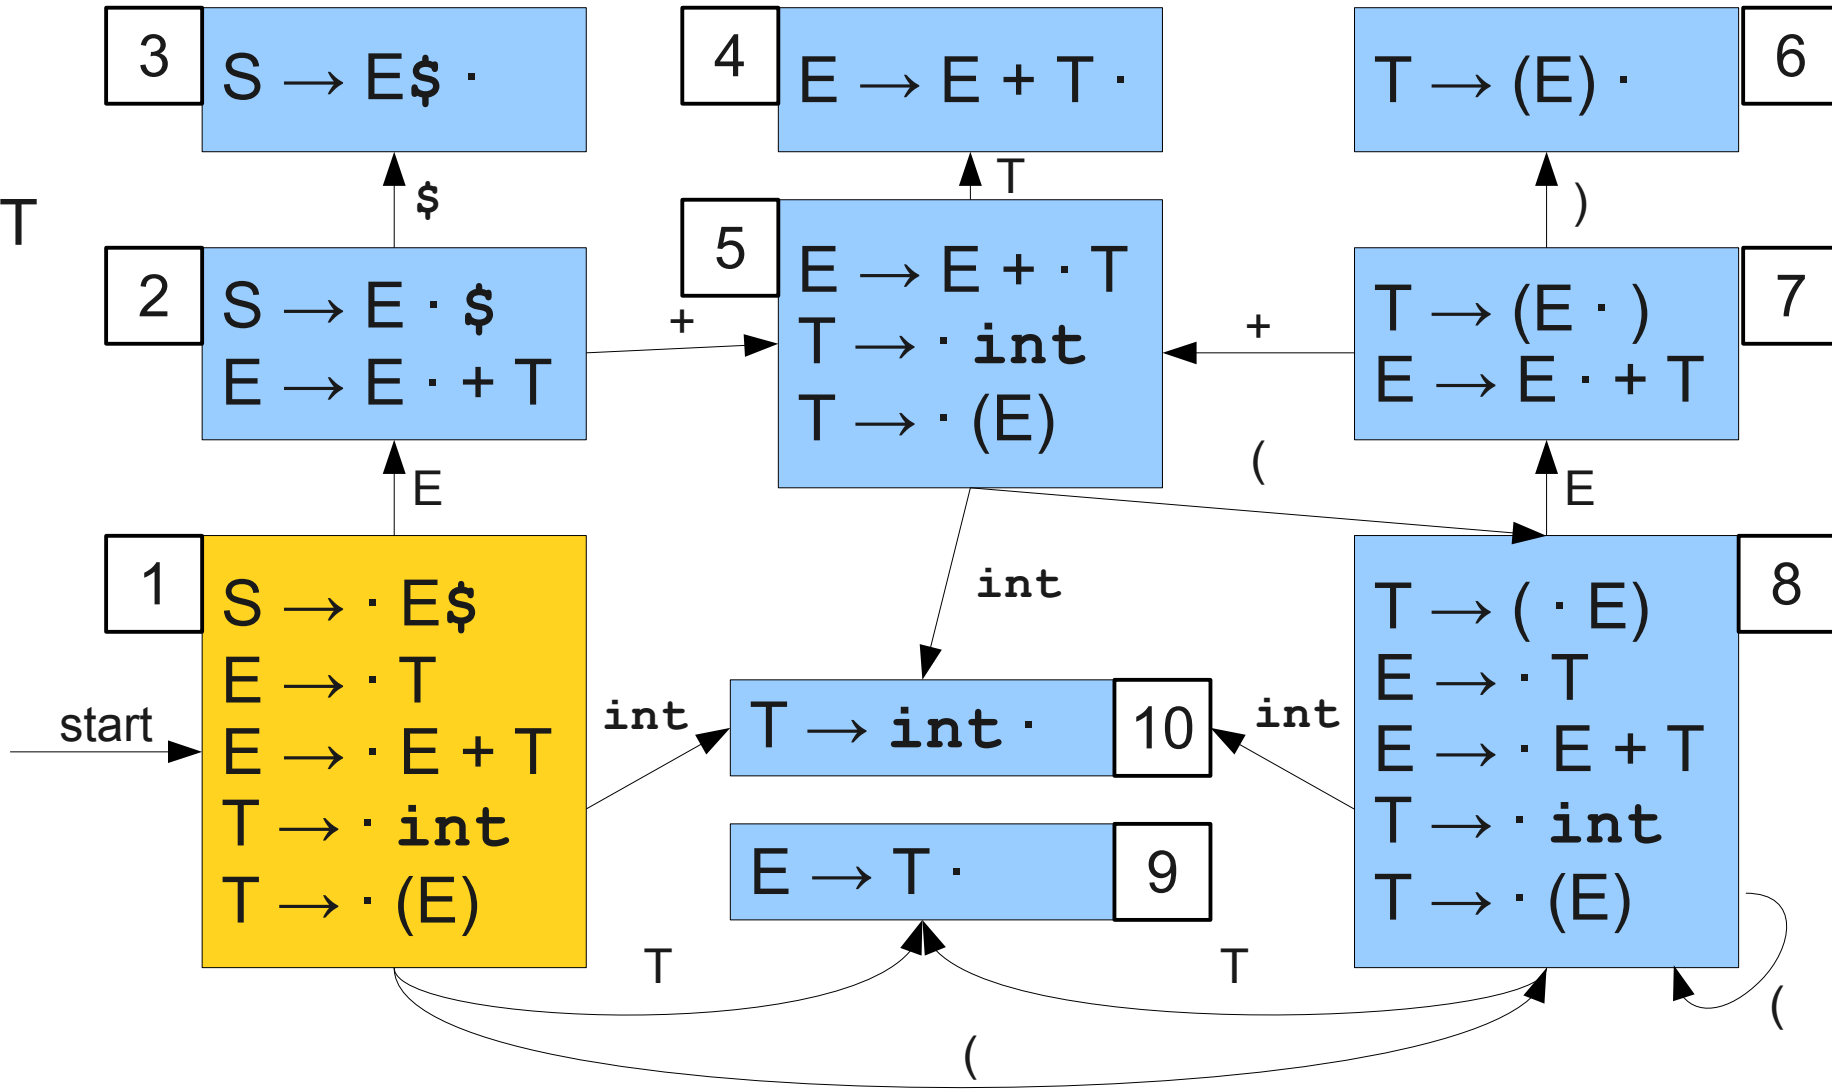 3
S → E$ ·
4
E → E + T ·
T → (E) ·
6
$
T
)
T
2
S → E · $
E → E · + T
+
5
E → E + · T
T → · int
T → · (E)
+
7
T → (E · )
E → E · + T
E
(
E
1
S → · E$
E → · T
E → · E + T
T → · int
T → · (E)
start
int
int
T → int ·
10
int
E → T ·
9
8
T → ( · E)
E → · T
E → · E + T
T → · int
T → · (E)
T
T
(
(